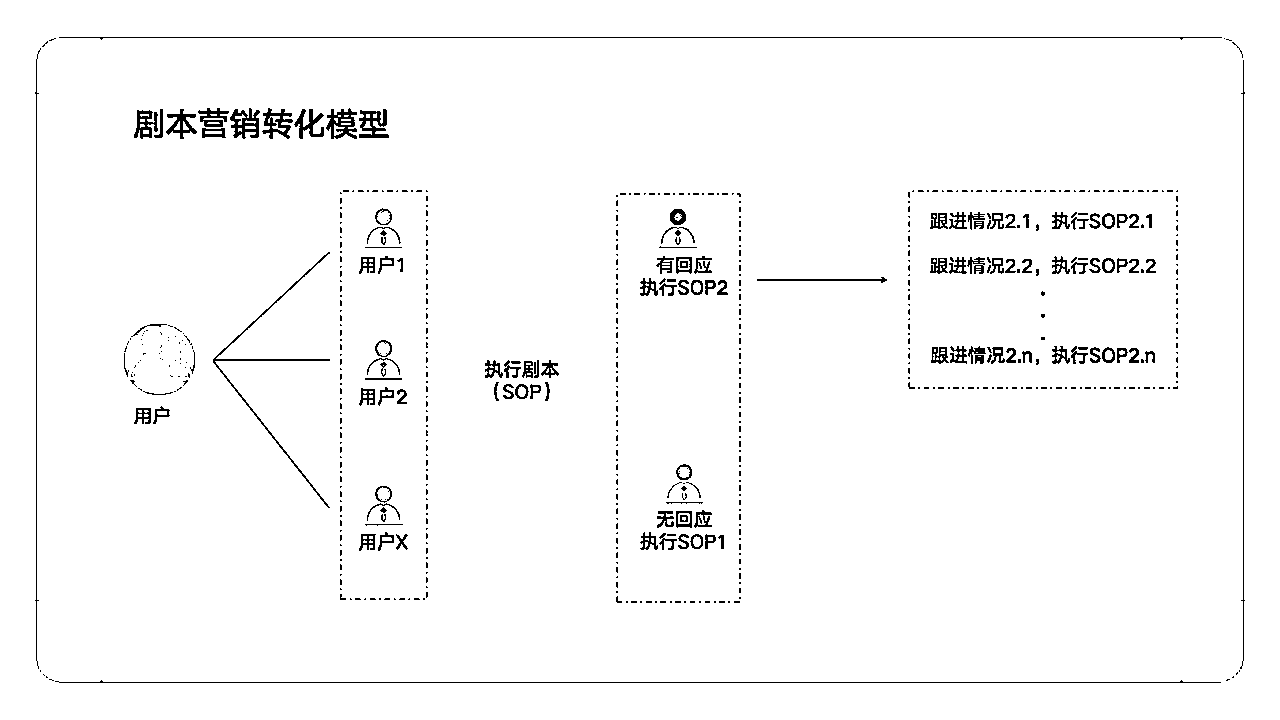 剧本营销转化模型
用户
用户1
用户2
用户X
执行剧本
（SOP）
有回应
执行SOP2
无回应
执行SOP1
跟进情况2.1，执行SOP2.1
跟进情况2.2，执行SOP2.2
跟进情况2.n，执行SOP2.n